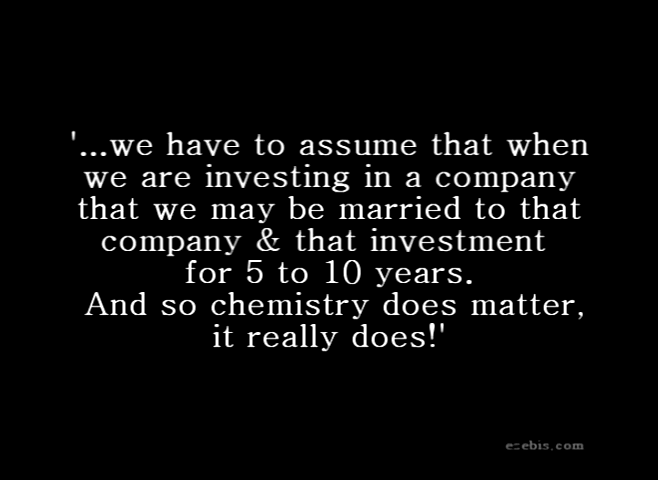 '...we have to assume that when
we are investing in a company
that we may be married to that
company & that investment
for 5 to 10 years.
And so chemistry does matter,
it really does!'
ezebis.com